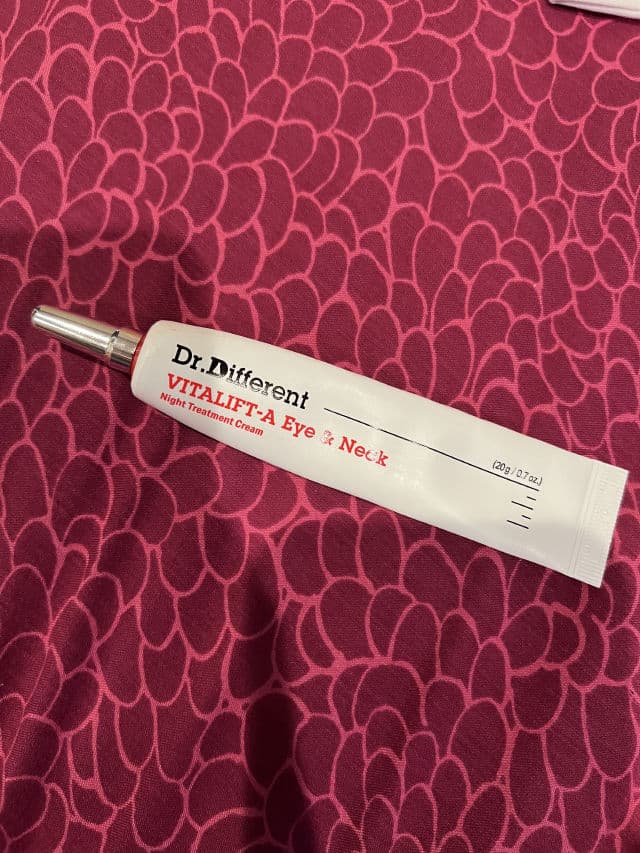 Dr.Different
VITALIFT-A Eye & Neck
Night Treatment Cream
(20g / 0.7 oz.)